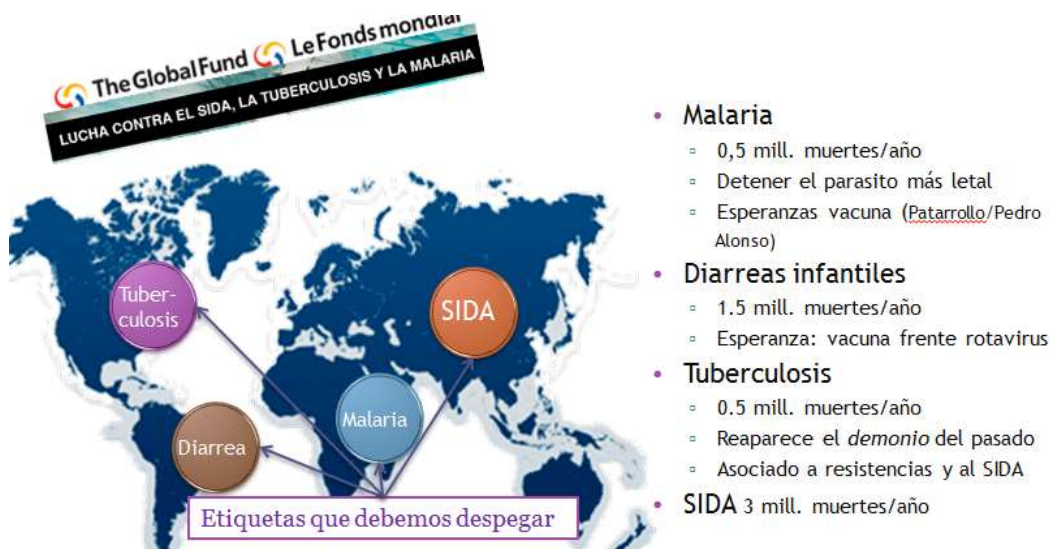 The Global Fund Le Fonds mondial
LUCHA CONTRA EL SIDA, LA TUBERCULOSIS Y LA MALARIA
Tuber-
culosis
SIDA
Malaria
Diarrea
Etiquetas que debemos despegar
• Malaria
▫ 0,5 mill. muertes/año
▫ Detener el parasito más letal
▫ Esperanzas vacuna (Patarrollo/Pedro
Alonso)
• Diarreas infantiles
▫ 1.5 mill. muertes/año
▫ Esperanza: vacuna frente rotavirus
• Tuberculosis
▫ 0.5 mill. muertes/año
▫ Reaparece el demonio del pasado
▫ Asociado a resistencias y al SIDA
• SIDA 3 mill. muertes/año